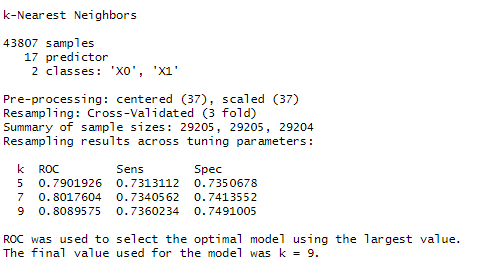 k-Nearest Neighbors
43807 samples
17 predictor
2 classes: 'X0', 'X1'
Pre-processing: centered (37), scaled (37)
Resampling: Cross-Validated (3 fold)
Summary of sample sizes: 29205, 29205, 29204
Resampling results across tuning parameters:
k ROC Sens Spec
5 0.7901926 0.7313112 0.7350678
7 0.8017604 0.7340562 0.7413552
9 0.8089575 0.7360234 0.7491005
ROC was used to select the optimal model using the largest value.
The final value used for the model was k = 9.